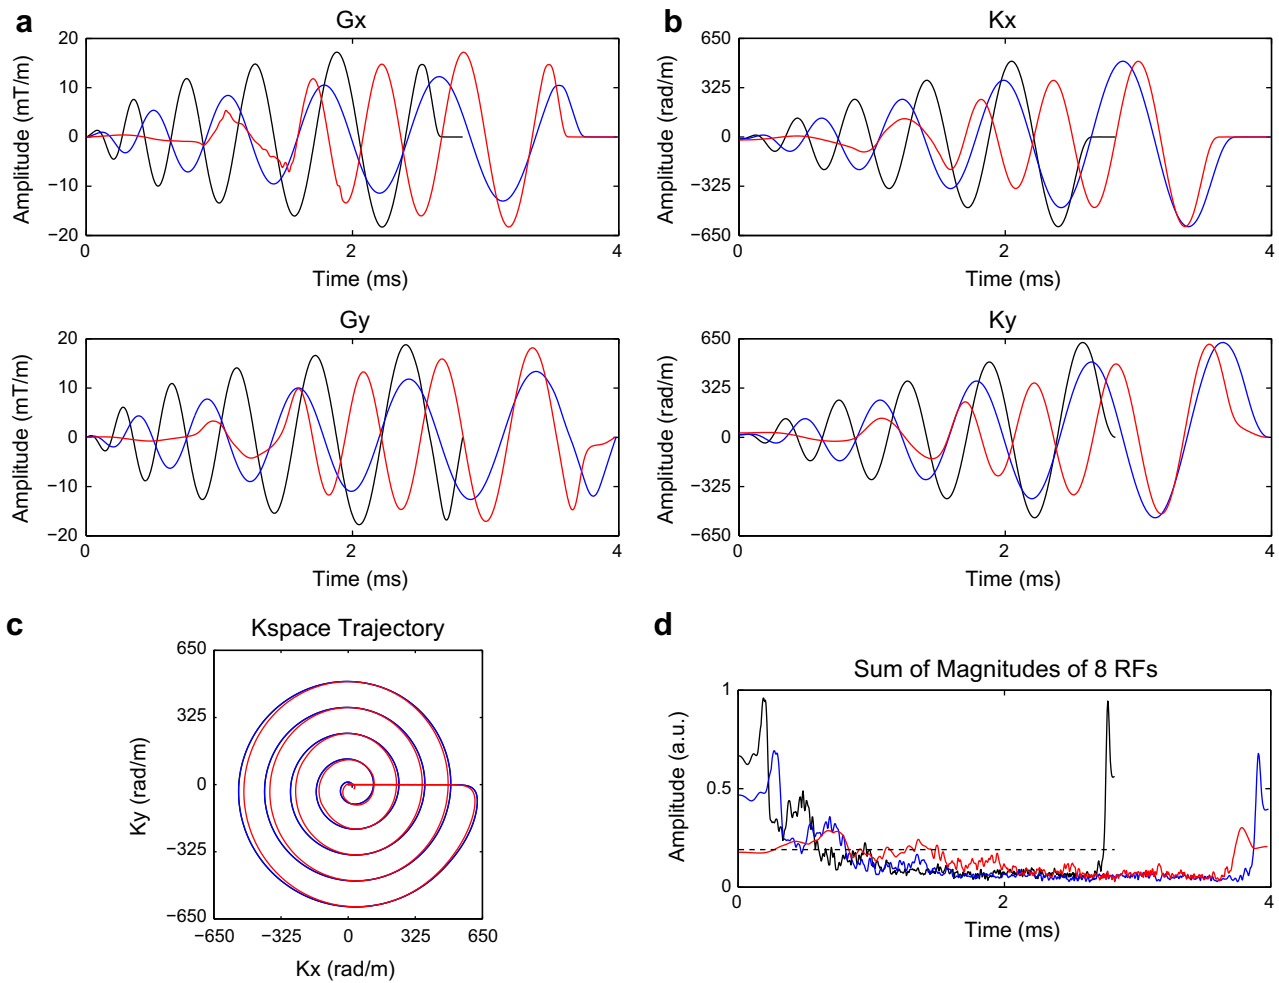 a
Gx
20
10
0
−10
−20
Amplitude (mT/m)
0
2
4
Time (ms)
b
Kx
650
325
0
−325
−650
Amplitude (rad/m)
0
2
4
Time (ms)
Gy
20
10
0
−10
−20
Amplitude (mT/m)
0
2
4
Time (ms)
Ky
650
325
0
−325
−650
Amplitude (rad/m)
0
2
4
Time (ms)
c
Kspace Trajectory
650
325
0
−325
−650
Ky (rad/m)
−650
−325
0
325
650
Kx (rad/m)
d
Sum of Magnitudes of 8 RFs
1
0.5
0
Amplitude (a.u.)
0
2
4
Time (ms)